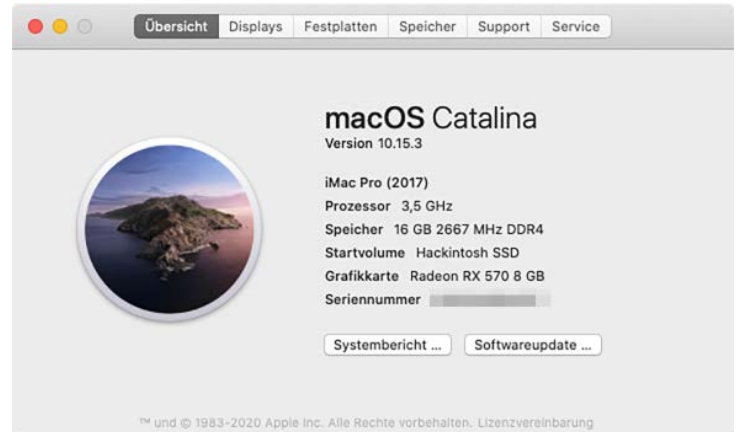 Übersicht Displays Festplatten Speicher Support Service
macOS Catalina
Version 10.15.3
iMac Pro (2017)
Prozessor 3,5 GHz
Speicher 16 GB 2667 MHz DDR4
Startvolume Hackintosh SSD
Grafikkarte Radeon RX 570 8 GB
Seriennummer
Systembericht ... Softwareupdate ...
™ und © 1983-2020 Apple Inc. Alle Rechte vorbehalten. Lizenzvereinbarung